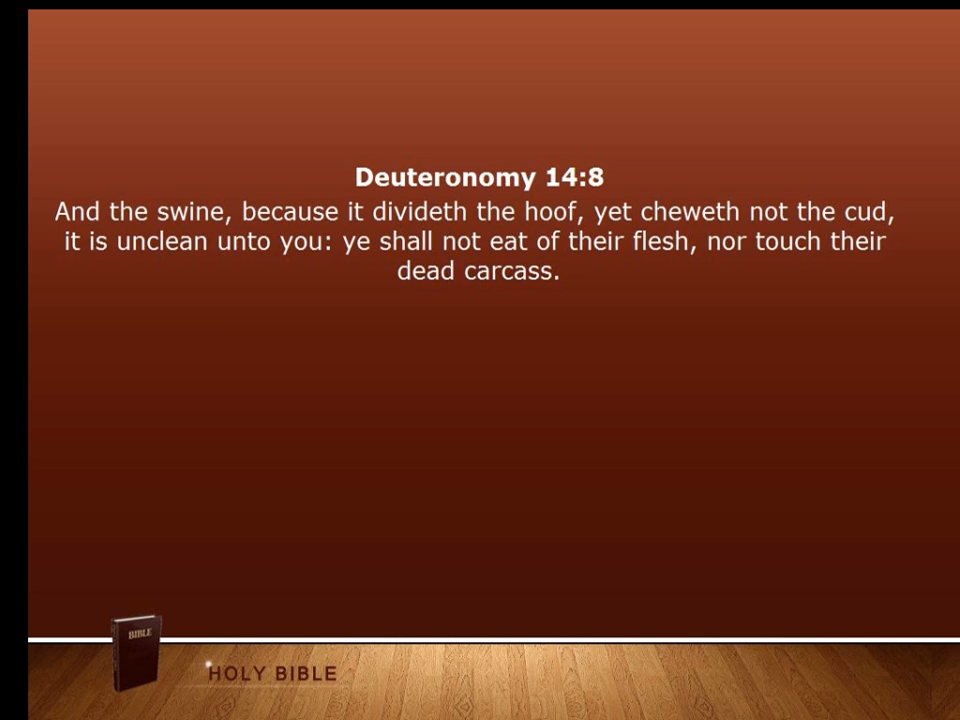 Deuteronomy 14:8
And the swine, because it divideth the hoof, yet cheweth not the cud,
it is unclean unto you: ye shall not eat of their flesh, nor touch their
dead carcass.
BIBLE
HOLY BIBLE